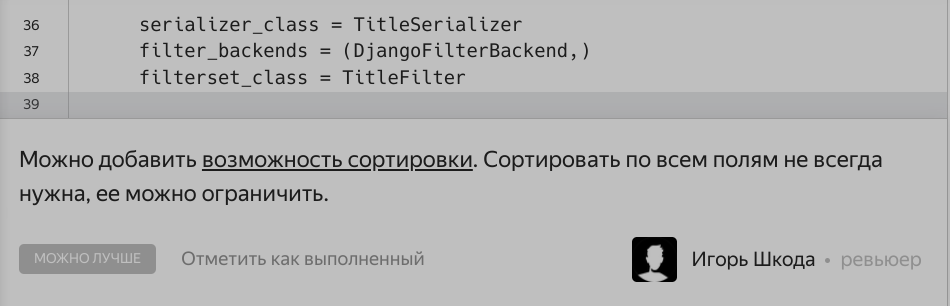 36 serializer_class = TitleSerializer
37 filter_backends = (DjangoFilterBackend,)
38 filterset_class = TitleFilter
39
Можно добавить возможность сортировки. Сортировать по всем полям не всегда
нужна, ее можно ограничить.
МОЖНО ЛУЧШЕ Отметить как выполненный Игорь Шкода • ревьюер